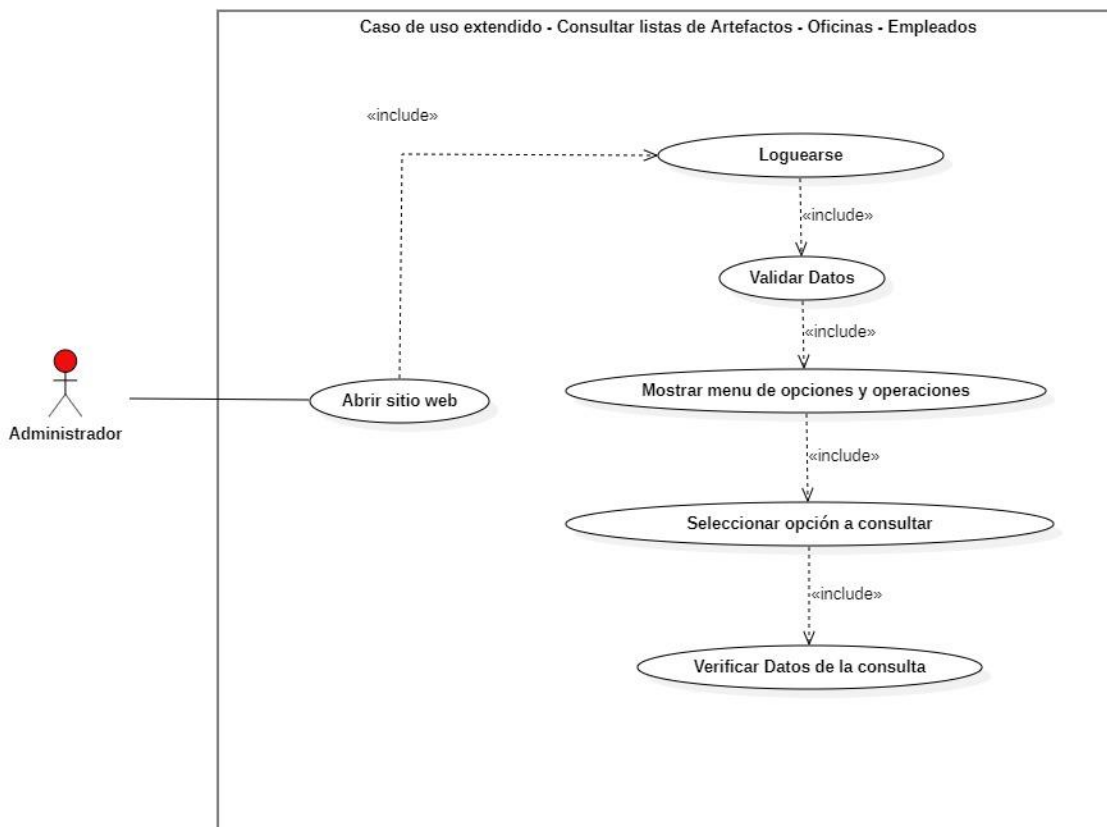 Caso de uso extendido - Consultar listas de Artefactos - Oficinas - Empleados
«include»
Loguearse
«include»
Validar Datos
«include»
Mostrar menu de opciones y operaciones
Abrir sitio web
Administrador
«include»
Seleccionar opción a consultar
«include»
Verificar Datos de la consulta